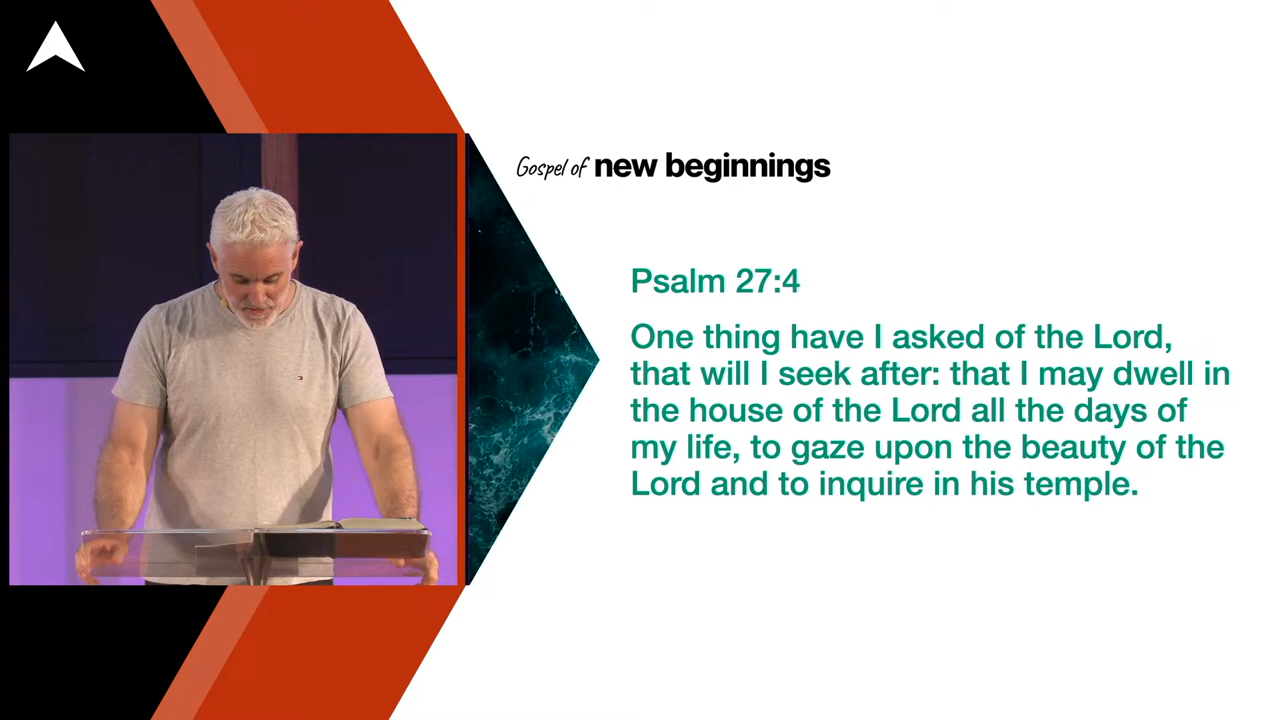 Gospel of new beginnings
Psalm 27:4
One thing have I asked of the Lord,
that will I seek after: that I may dwell in
the house of the Lord all the days of
my life, to gaze upon the beauty of the
Lord and to inquire in his temple.